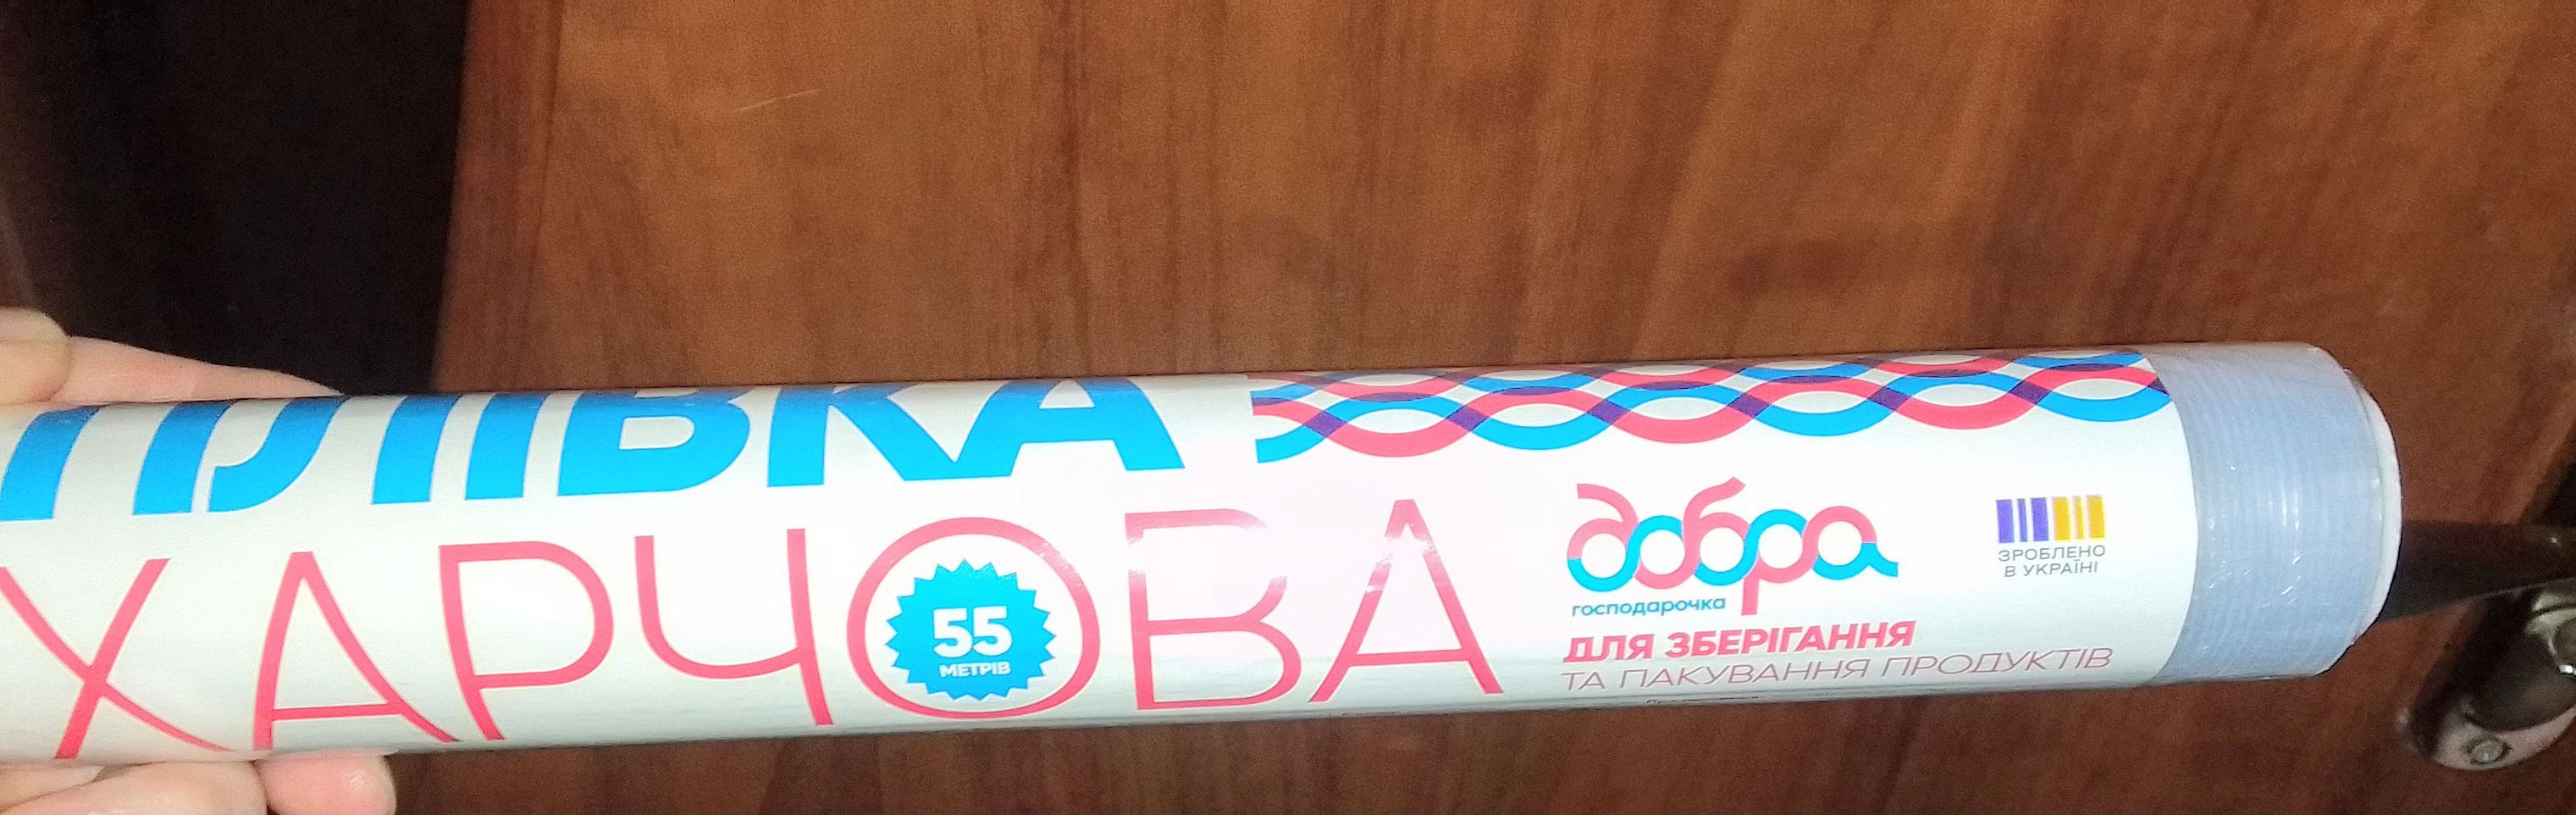 ПЛІВКА
ХАРЧОВА
55
МЕТРІВ
добра
господарочка
ДЛЯ ЗБЕРІГАННЯ
ТА ПАКУВАННЯ ПРОДУКТІВ
ЗРОБЛЕНО
В УКРАЇНІ